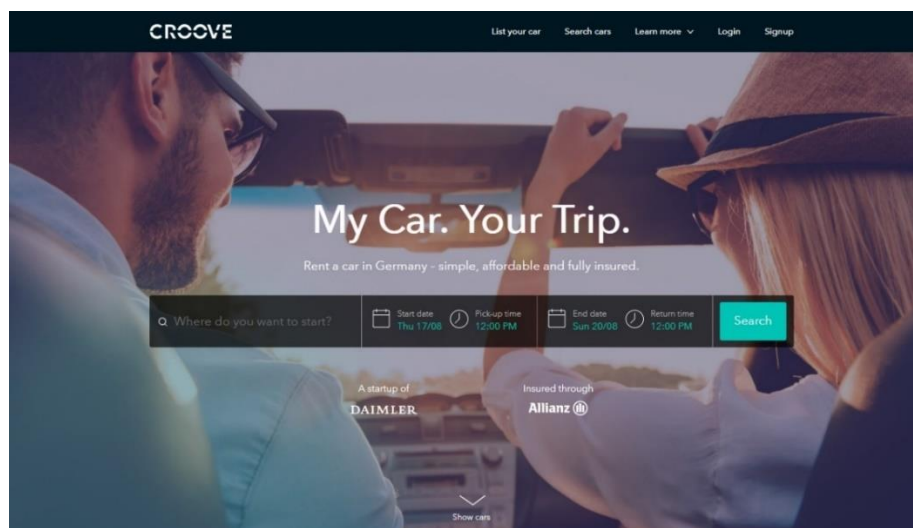 CROOVE
List your car Search cars Learn more Login Signup
My Car. Your Trip.
Rent a car in Germany - simple, affordable and fully insured.
Where do you want to start?
Start date
Thu 17/08
Pick-up time
12:00 PM
End date
Sun 20/08
Return time
12:00 PM
Search
A startup of
DAIMLER
Insured through
Allianz
Show cars